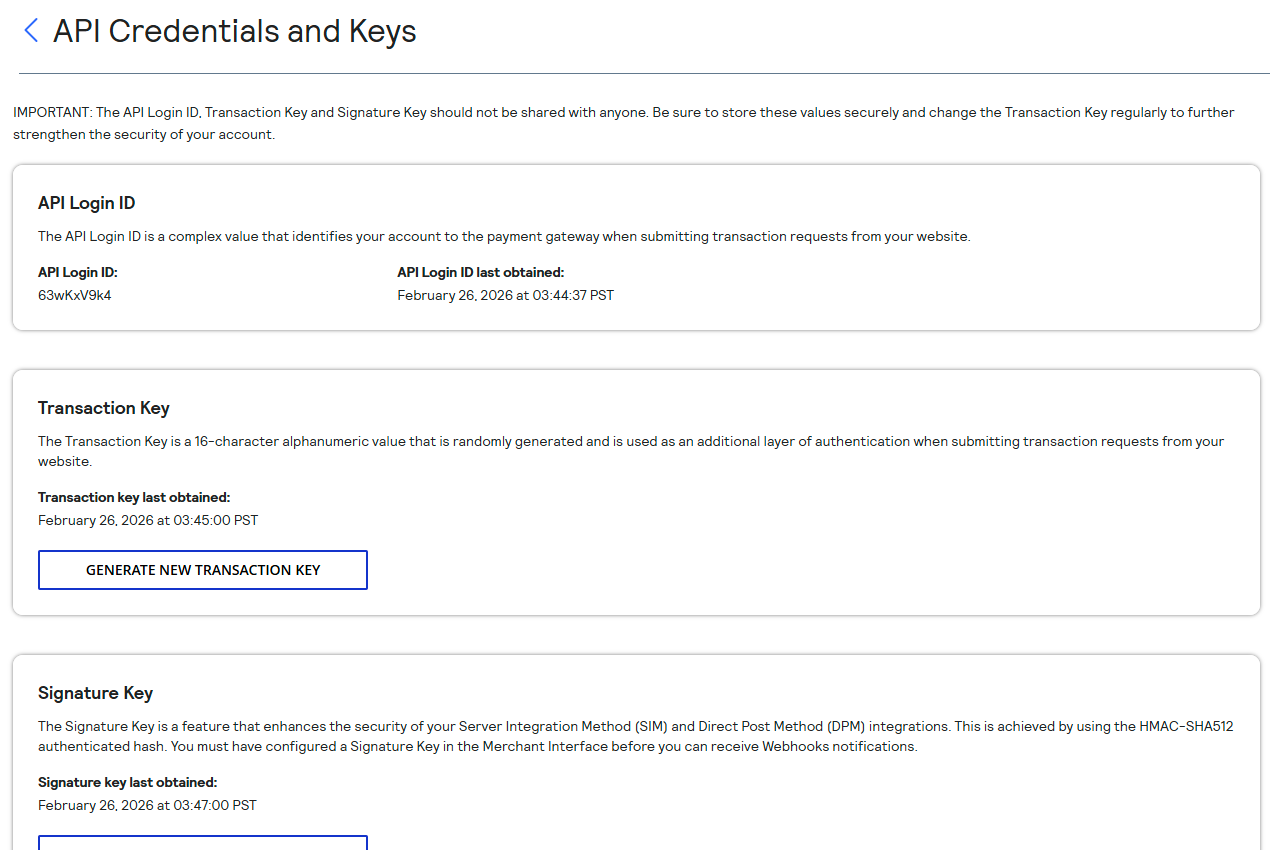 API Credentials and Keys
IMPORTANT: The API Login ID, Transaction Key and Signature Key should not be shared with anyone. Be sure to store these values securely and change the Transaction Key regularly to further
strengthen the security of your account.
API Login ID
The API Login ID is a complex value that identifies your account to the payment gateway when submitting transaction requests from your website.
API Login ID: API Login ID last obtained:
63wKxV9k4 February 26, 2026 at 03:44:37 PST
Transaction Key
The Transaction Key is a 16-character alphanumeric value that is randomly generated and is used as an additional layer of authentication when submitting transaction requests from your
website.
Transaction key last obtained:
February 26, 2026 at 03:45:00 PST
GENERATE NEW TRANSACTION KEY
Signature Key
The Signature Key is a feature that enhances the security of your Server Integration Method (SIM) and Direct Post Method (DPM) integrations. This is achieved by using the HMAC-SHA512
authenticated hash. You must have configured a Signature Key in the Merchant Interface before you can receive Webhooks notifications.
Signature key last obtained:
February 26, 2026 at 03:47:00 PST